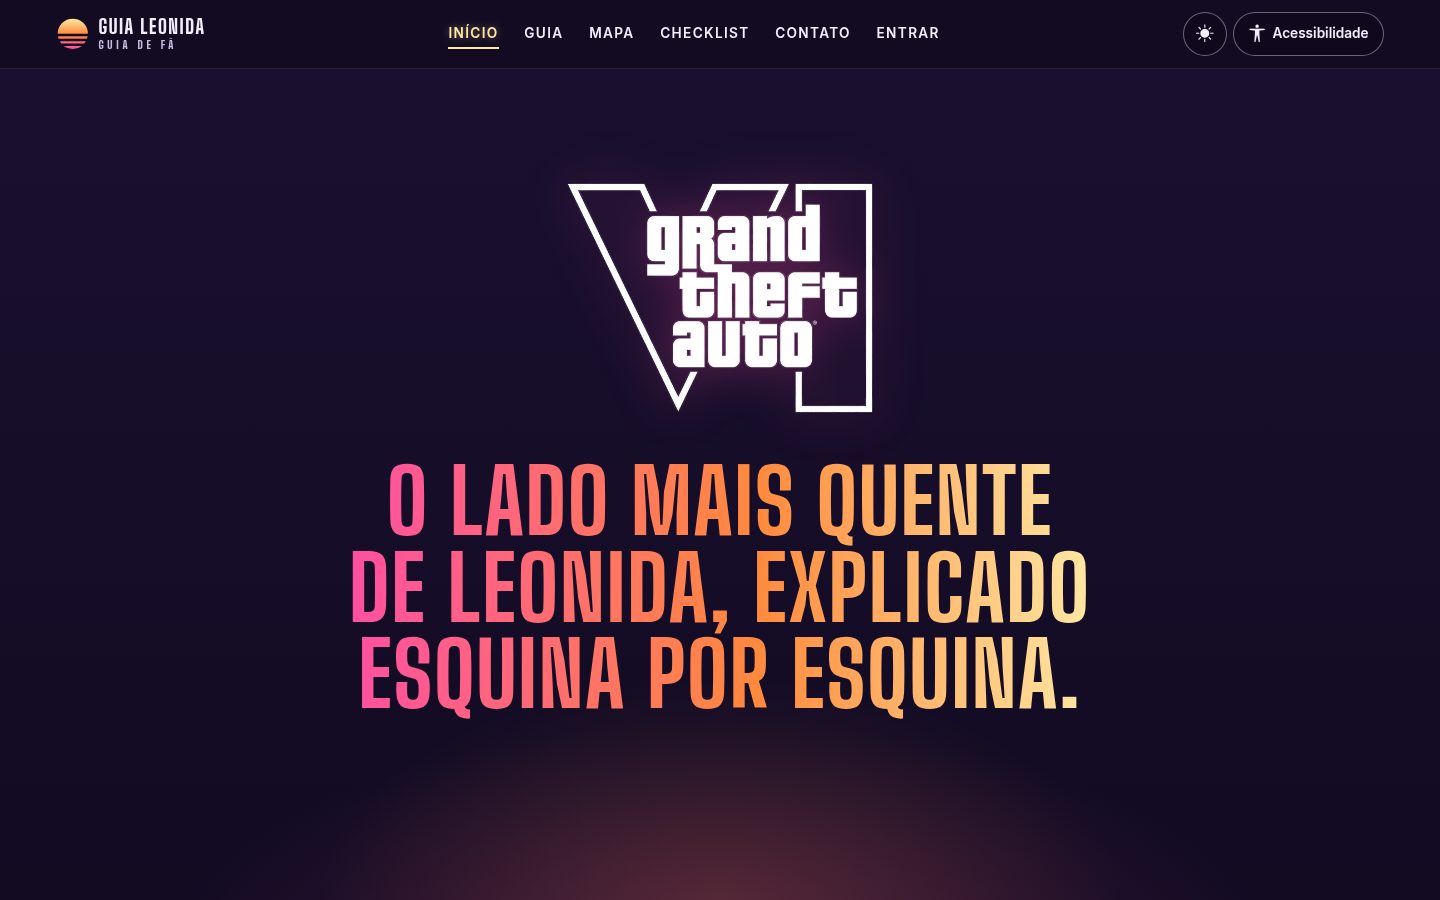 GUIA LEONIDA
GUIA DE FÃ
INÍCIO
GUIA
MAPA
CHECKLIST
CONTATO
ENTRAR
Acessibilidade
VI
grand
theft
auto®
O LADO MAIS QUENTE
DE LEONIDA, EXPLICADO
ESQUINA POR ESQUINA.